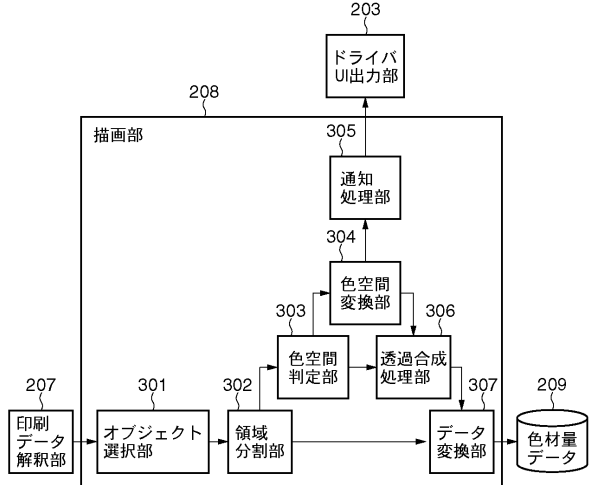 203
ドライバ
UI出力部
208
描画部
305
通知
処理部
304
色空間
変換部
303
色空間
判定部
306
透過合成
処理部
207
印刷
データ
解釈部
301
オブジェクト
選択部
302
領域
分割部
307
データ
変換部
209
色材量
データ